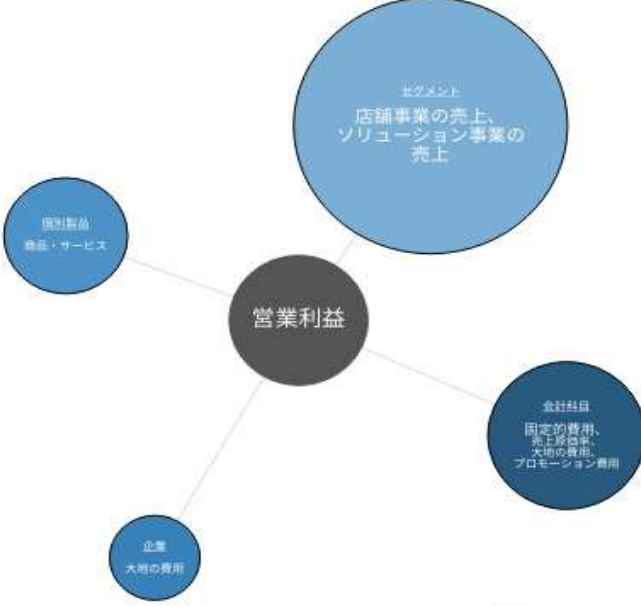 セグメント
店舗事業の売上、
ソリューション事業の
売上
個別製品
商品・サービス
営業利益
会計科目
固定的費用、
売上原価率、
大地の費用、
プロモーション費用
企業
大地の費用